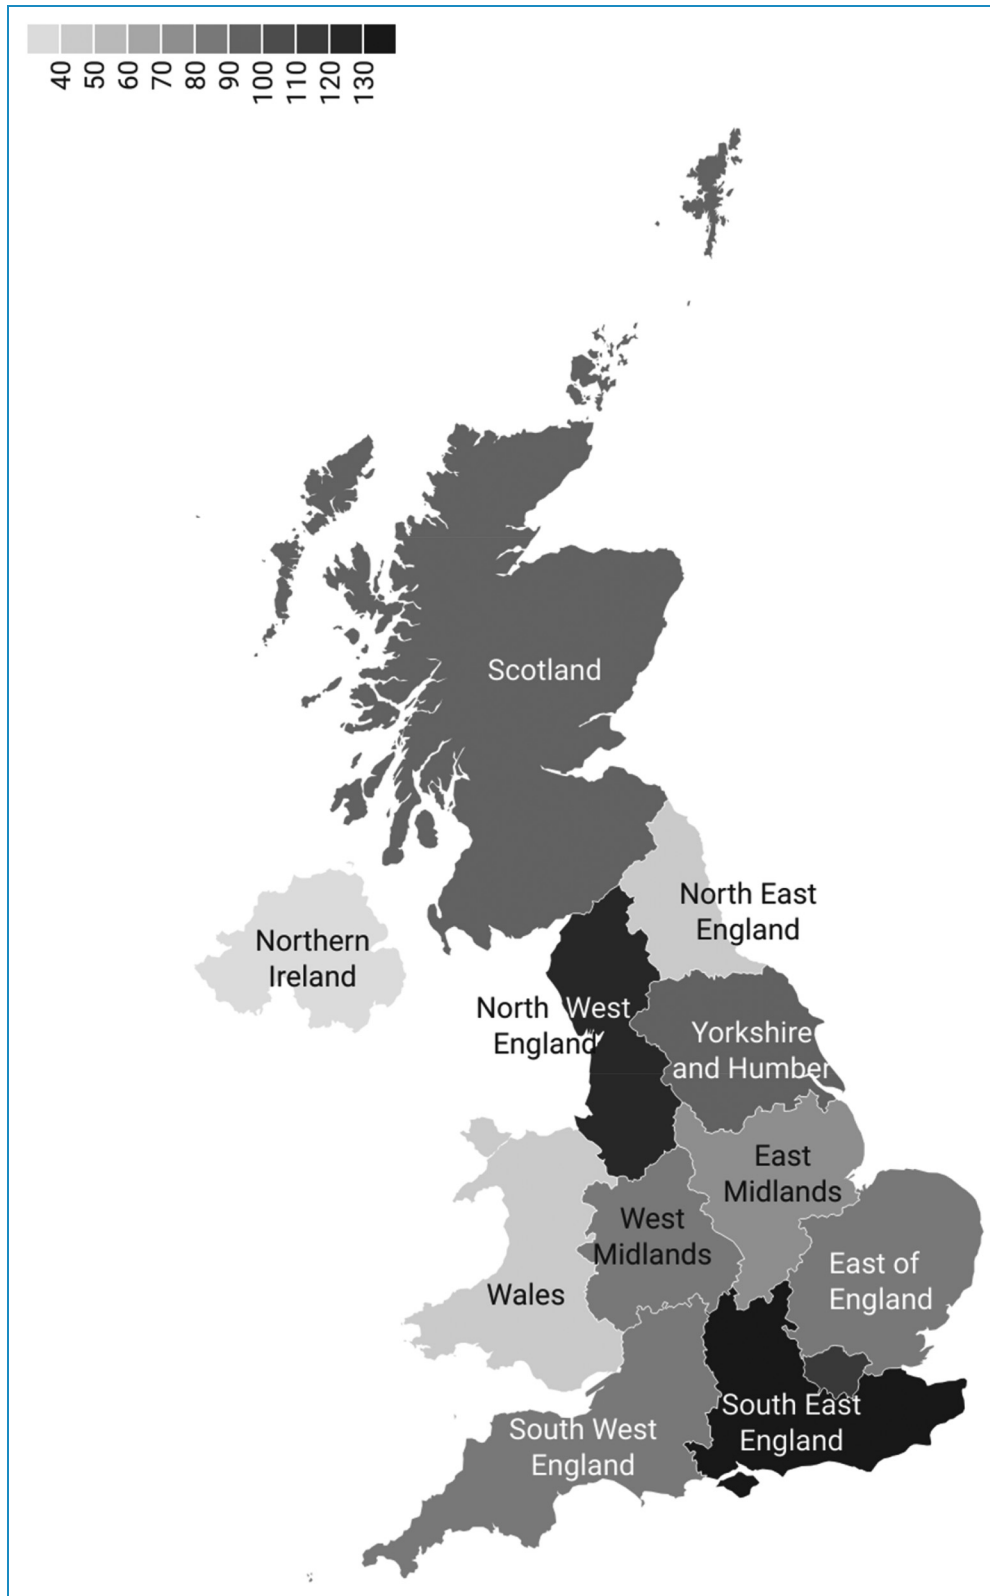 40
50
60
70
80
90
100
110
120
130
Scotland
North East
England
Northern
Ireland
North West
England
Yorkshire
and Humber
East
Midlands
West
Midlands
East of
England
Wales
South East
England
South West
England